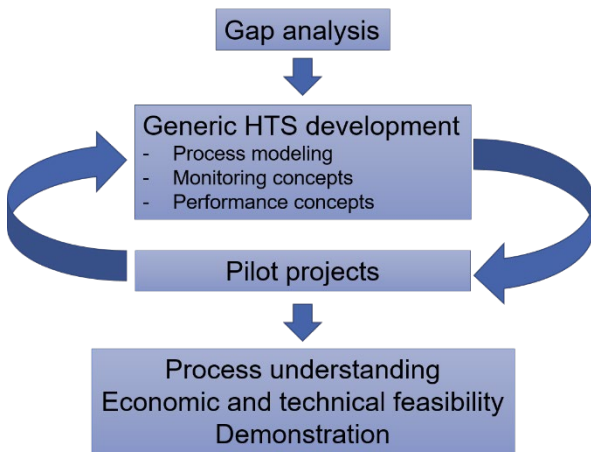 Gap analysis
Generic HTS development
- Process modeling
- Monitoring concepts
- Performance concepts
Pilot projects
Process understanding
Economic and technical feasibility
Demonstration